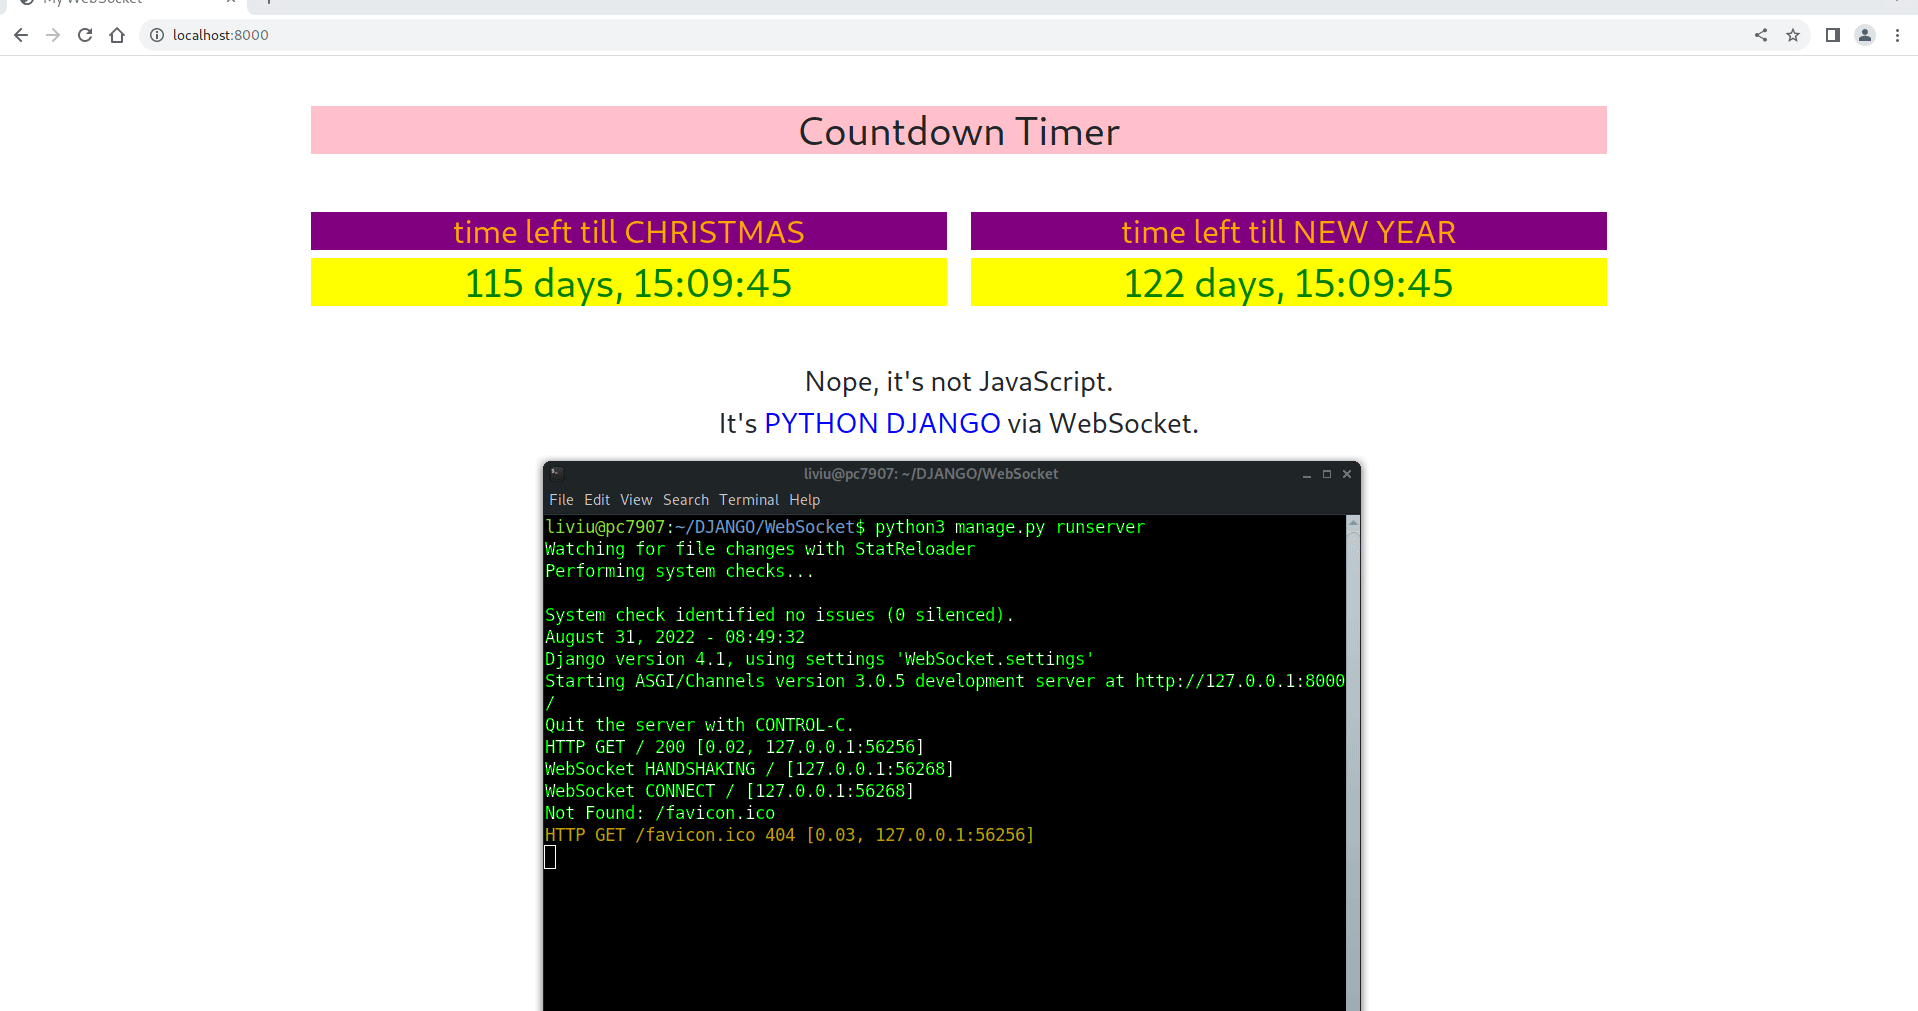 My WebSocket
localhost:8000
Countdown Timer
time left till CHRISTMAS
115 days, 15:09:45
time left till NEW YEAR
122 days, 15:09:45
Nope, it's not JavaScript.
It's PYTHON DJANGO via WebSocket.
liviu@pc7907: ~/DJANGO/WebSocket
File Edit View Search Terminal Help
liviu@pc7907:~/DJANGO/WebSocket$ python3 manage.py runserver
Watching for file changes with StatReloader
Performing system checks...
System check identified no issues (0 silenced).
August 31, 2022 - 08:49:32
Django version 4.1, using settings 'WebSocket.settings'
Starting ASGI/Channels version 3.0.5 development server at http://127.0.0.1:8000
/
Quit the server with CONTROL-C.
HTTP GET / 200 [0.02, 127.0.0.1:56256]
WebSocket HANDSHAKING / [127.0.0.1:56268]
WebSocket CONNECT / [127.0.0.1:56268]
Not Found: /favicon.ico
HTTP GET /favicon.ico 404 [0.03, 127.0.0.1:56256]